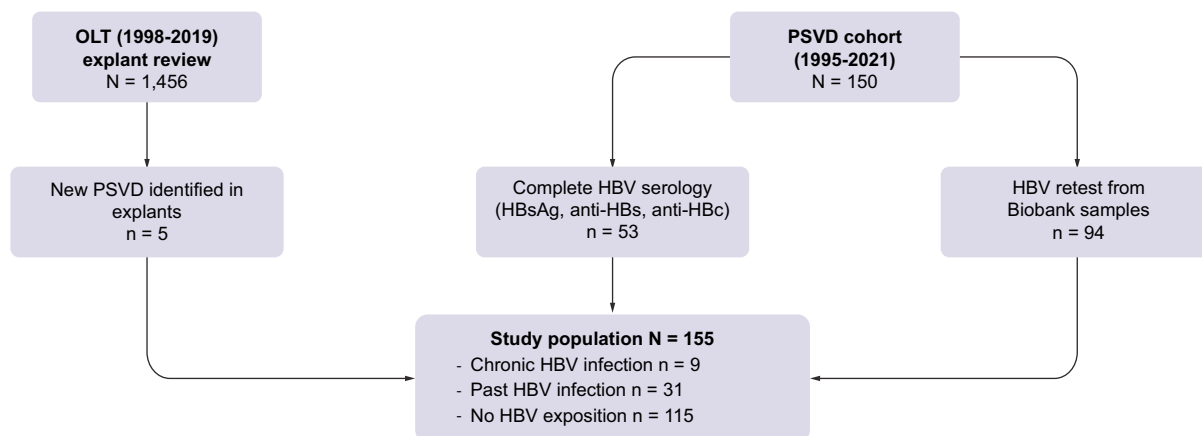 OLT (1998-2019)
explant review
N = 1,456
PSVD cohort
(1995-2021)
N = 150
New PSVD identified in
explants
n = 5
Complete HBV serology
(HBsAg, anti-HBs, anti-HBc)
n = 53
HBV retest from
Biobank samples
n = 94
Study population N = 155
- Chronic HBV infection n = 9
- Past HBV infection n = 31
- No HBV exposition n = 115